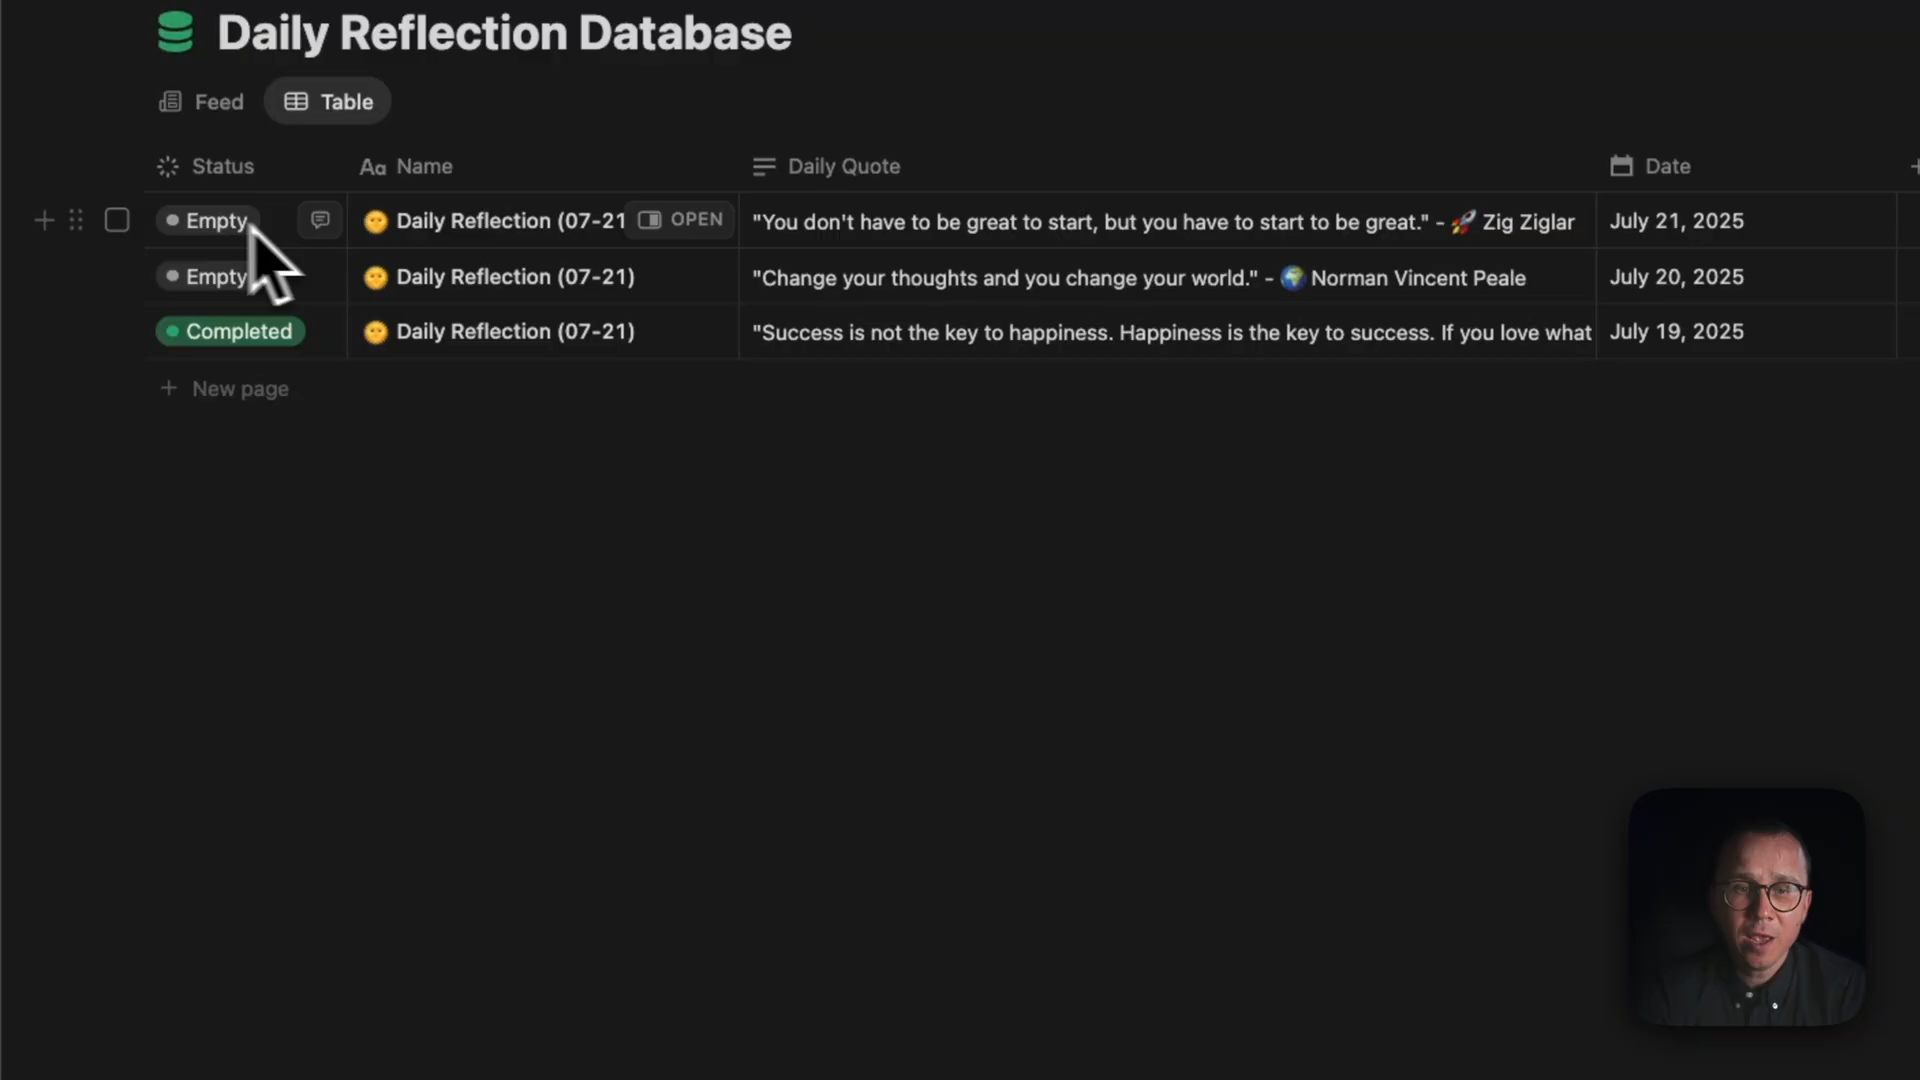 Daily Reflection Database
Feed Table
Status Aa Name Daily Quote Date
Empty Daily Reflection (07-21 OPEN "You don't have to be great to start, but you have to start to be great." - 🚀 Zig Ziglar July 21, 2025
Empty Daily Reflection (07-21) "Change your thoughts and you change your world." - 🌍 Norman Vincent Peale July 20, 2025
Completed Daily Reflection (07-21) "Success is not the key to happiness. Happiness is the key to success. If you love what July 19, 2025
+ New page